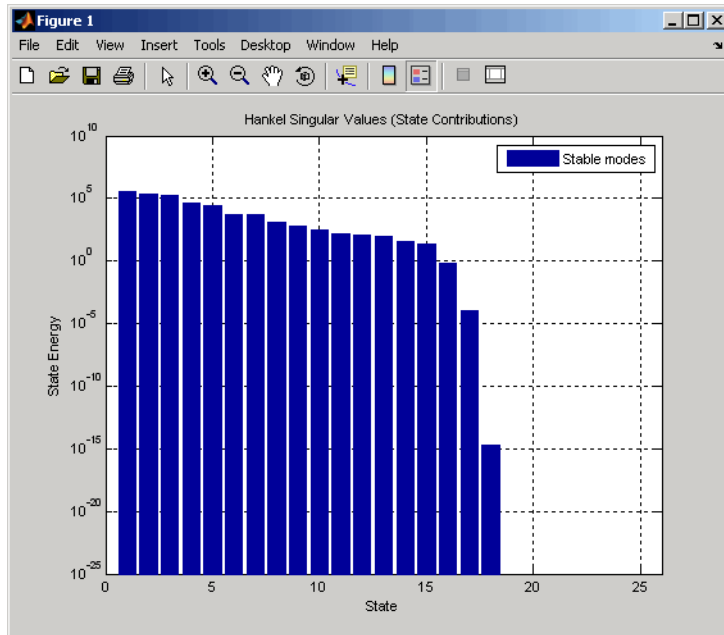 Figure 1
File Edit View Insert Tools Desktop Window Help
Hankel Singular Values (State Contributions)
Stable modes
10^10
10^5
10^0
10^-5
10^-10
10^-15
10^-20
10^-25
State Energy
0 5 10 15 20 25
State